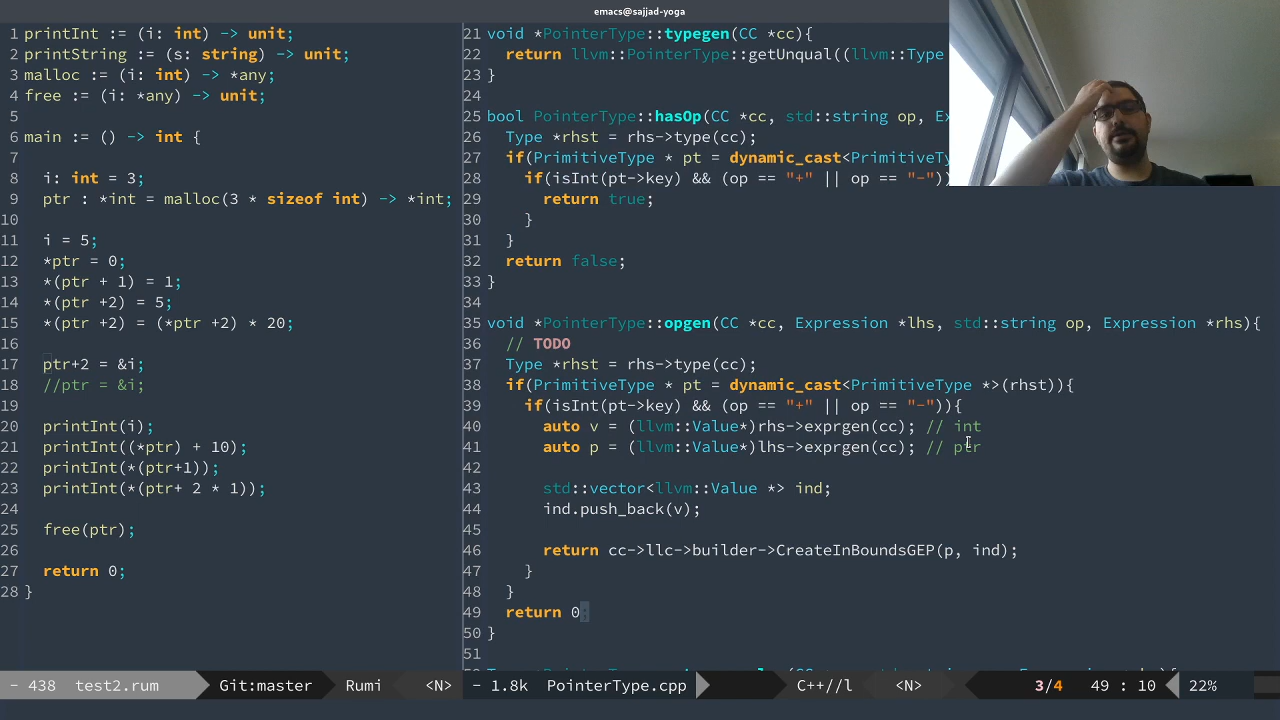 emacs@sajjad-yoga
1 printInt := (i: int) -> unit;
2 printString := (s: string) -> unit;
3 malloc := (i: int) -> *any;
4 free := (i: *any) -> unit;
5
6 main := () -> int {
7
8 i: int = 3;
9 ptr : *int = malloc(3 * sizeof int) -> *int;
10
11 i = 5;
12 *ptr = 0;
13 *(ptr + 1) = 1;
14 *(ptr +2) = 5;
15 *(ptr +2) = (*ptr +2) * 20;
16
17 ptr+2 = &i;
18 //ptr = &i;
19
20 printInt(i);
21 printInt((*ptr) + 10);
22 printInt(*(ptr+1));
23 printInt(*(ptr+ 2 * 1));
24
25 free(ptr);
26
27 return 0;
28 }
- 438 test2.rum Git:master Rumi <N>
21 void *PointerType::typegen(CC *cc){
22 return llvm::PointerType::getUnqual((llvm::Type
23 }
24
25 bool PointerType::hasOp(CC *cc, std::string op,
26 Type *rhst = rhs->type(cc);
27 if(PrimitiveType * pt = dynamic_cast<
28 if(isInt(pt->key) && (op == "+" || op == "-"))
29 return true;
30 }
31 }
32 return false;
33 }
34
35 void *PointerType::opgen(CC *cc, Expression *lhs, std::string op, Expression *rhs){
36 // TODO
37 Type *rhst = rhs->type(cc);
38 if(PrimitiveType * pt = dynamic_cast<PrimitiveType *>(rhst)){
39 if(isInt(pt->key) && (op == "+" || op == "-")){
40 auto v = (llvm::Value*)rhs->exprgen(cc); // int
41 auto p = (llvm::Value*)lhs->exprgen(cc); // ptr
42
43 std::vector<llvm::Value *> ind;
44 ind.push_back(v);
45
46 return cc->llc->builder->CreateInBoundsGEP(p, ind);
47 }
48 }
49 return 0;
50 }
51
- 1.8k PointerType.cpp C++//l <N> 3/4 49 : 10 22%